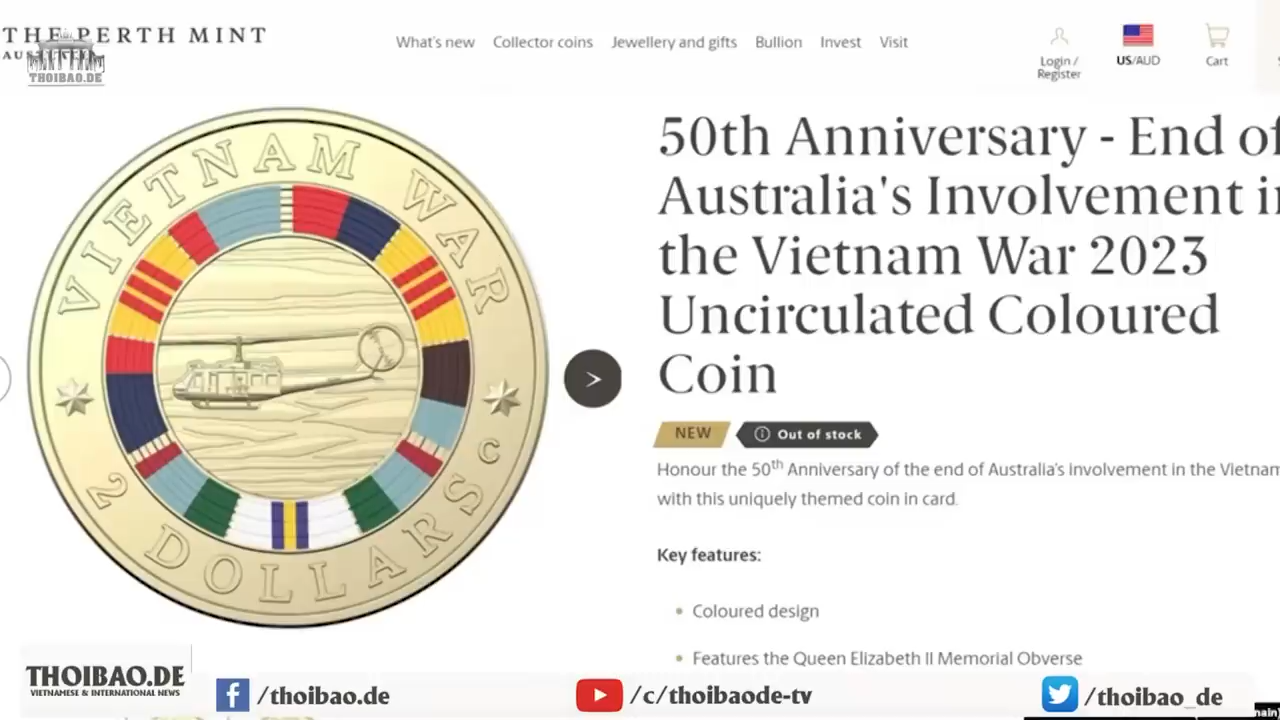 THE PERTH MINT
THOIBAO.DE
What's new Collector coins Jewellery and gifts Bullion Invest Visit
Login / Register
US/AUD
Cart
VIETNAM WAR
2 DOLLARS
C
50th Anniversary - End of
Australia's Involvement in
the Vietnam War 2023
Uncirculated Coloured
Coin
NEW Out of stock
Honour the 50th Anniversary of the end of Australia's involvement in the Vietnam
with this uniquely themed coin in card.
Key features:
• Coloured design
• Features the Queen Elizabeth II Memorial Obverse
THOIBAO.DE
VIETNAMESE & INTERNATIONAL NEWS
/thoibao.de
/c/thoibaode-tv
/thoibao_de